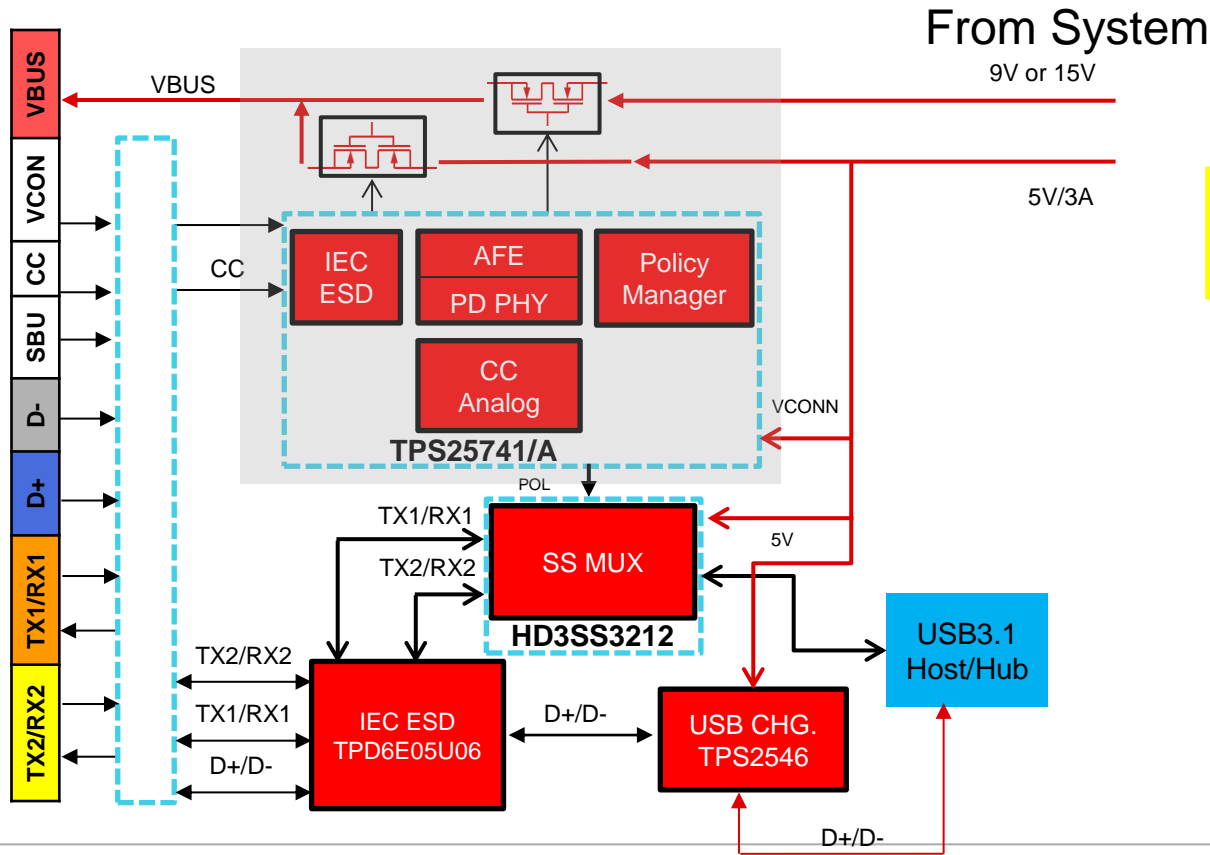 From System
9V or 15V
VBUS
VBUS
VCON
5V/3A
CC
CC
IEC
ESD
AFE
PD PHY
Policy
Manager
SBU
CC
Analog
D-
VCONN
TPS25741/A
D+
POL
TX1/RX1
5V
SS MUX
TX2/RX2
TX1/RX1
HD3SS3212
USB3.1
Host/Hub
TX2/RX2
TX2/RX2
TX1/RX1
D+/D-
IEC ESD
TPD6E05U06
D+/D-
USB CHG.
TPS2546
D+/D-